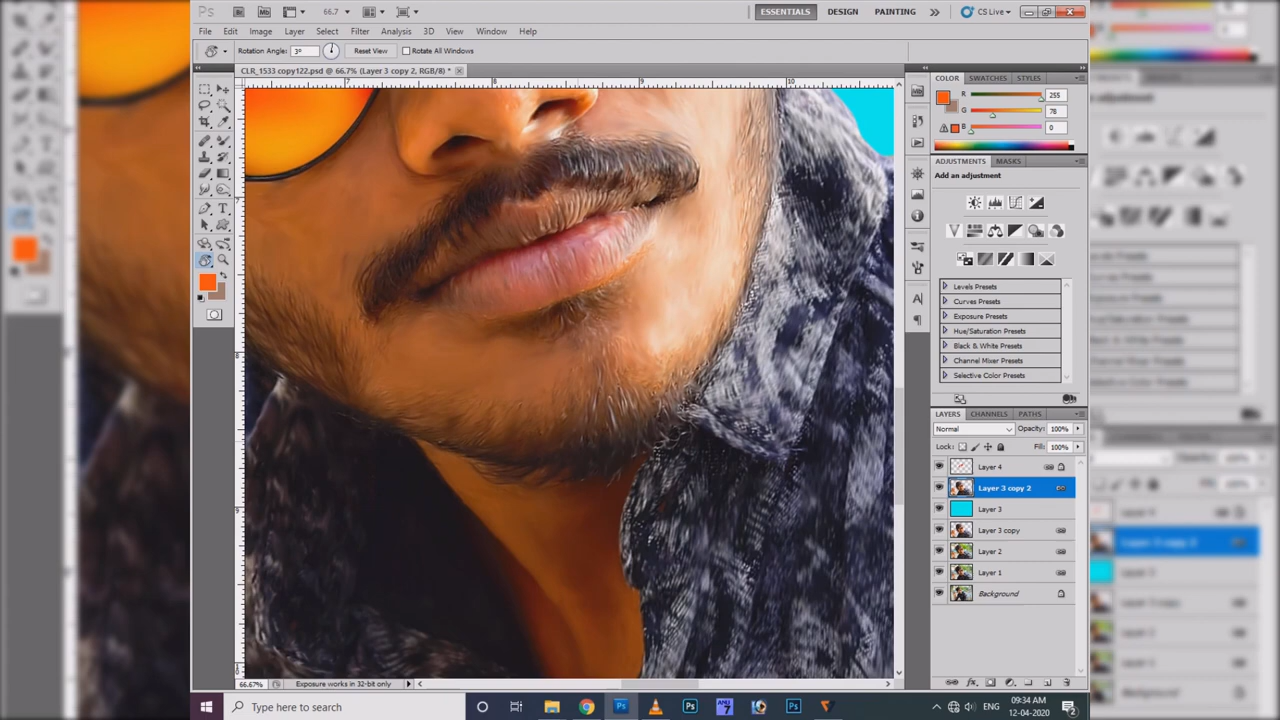 Ps Br Mb 66.7 ESSENTIALS DESIGN PAINTING CS Live
File Edit Image Layer Select Filter Analysis 3D View Window Help
Rotation Angle: 3° Reset View Rotate All Windows
CLR_1533 copy122.psd @ 66.7% (Layer 3 copy 2, RGB/8) *
COLOR SWATCHES STYLES
R 255
G 78
B 0
ADJUSTMENTS MASKS
Add an adjustment
Levels Presets
Curves Presets
Exposure Presets
Hue/Saturation Presets
Black & White Presets
Channel Mixer Presets
Selective Color Presets
LAYERS CHANNELS PATHS
Normal Opacity: 100%
Lock: Fill: 100%
Layer 4
Layer 3 copy 2
Layer 3
Layer 3 copy
Layer 2
Layer 1
Background
66.67% Exposure works in 32-bit only
Type here to search ENG 09:34 AM
12-04-2020